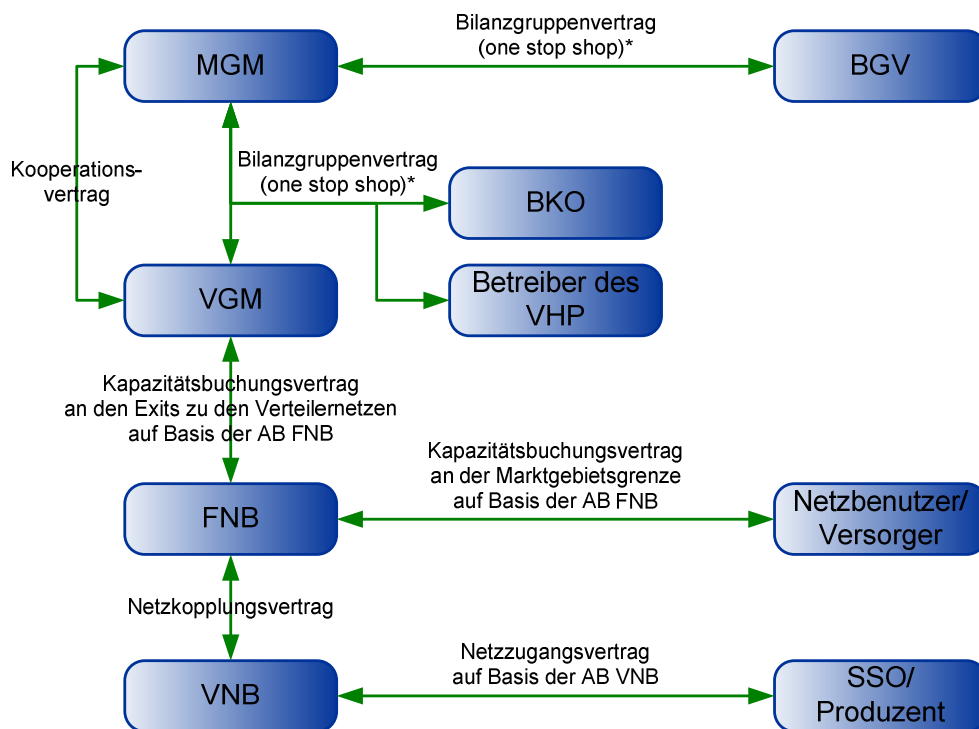 Bilanzgruppenvertrag
(one stop shop)*
MGM
BGV
Kooperations-
vertrag
Bilanzgruppenvertrag
(one stop shop)*
BKO
VGM
Betreiber des
VHP
Kapazitätsbuchungsvertrag
an den Exits zu den Verteilernetzen
auf Basis der AB FNB
Kapazitätsbuchungsvertrag
an der Marktgebietsgrenze
auf Basis der AB FNB
FNB
Netzbenutzer/
Versorger
Netzkopplungsvertrag
Netzzugangsvertrag
auf Basis der AB VNB
VNB
SSO/
Produzent